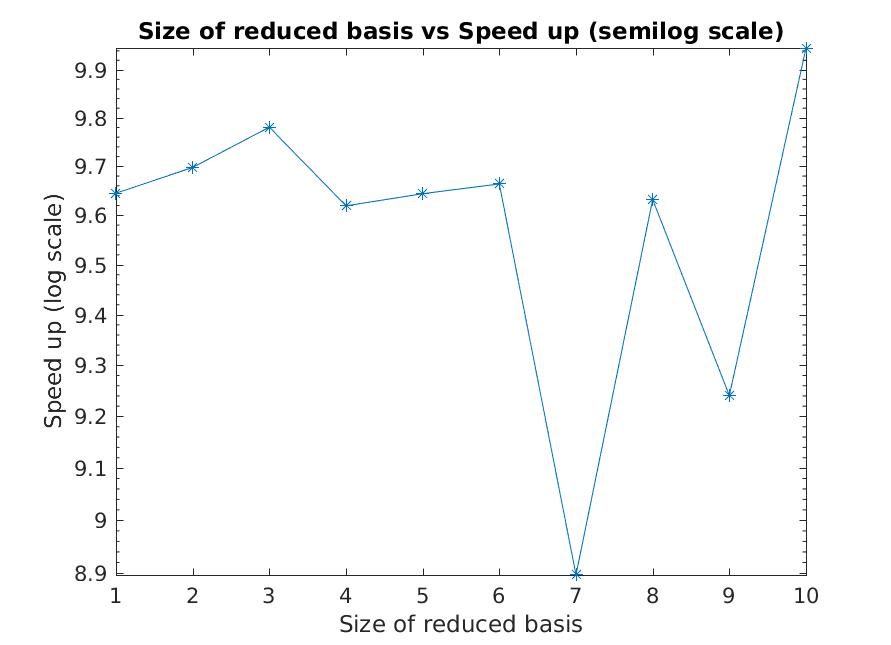 Size of reduced basis vs Speed up (semilog scale)
9.9
9.8
9.7
9.6
9.5
9.4
9.3
9.2
9.1
9
8.9
Speed up (log scale)
1 2 3 4 5 6 7 8 9 10
Size of reduced basis